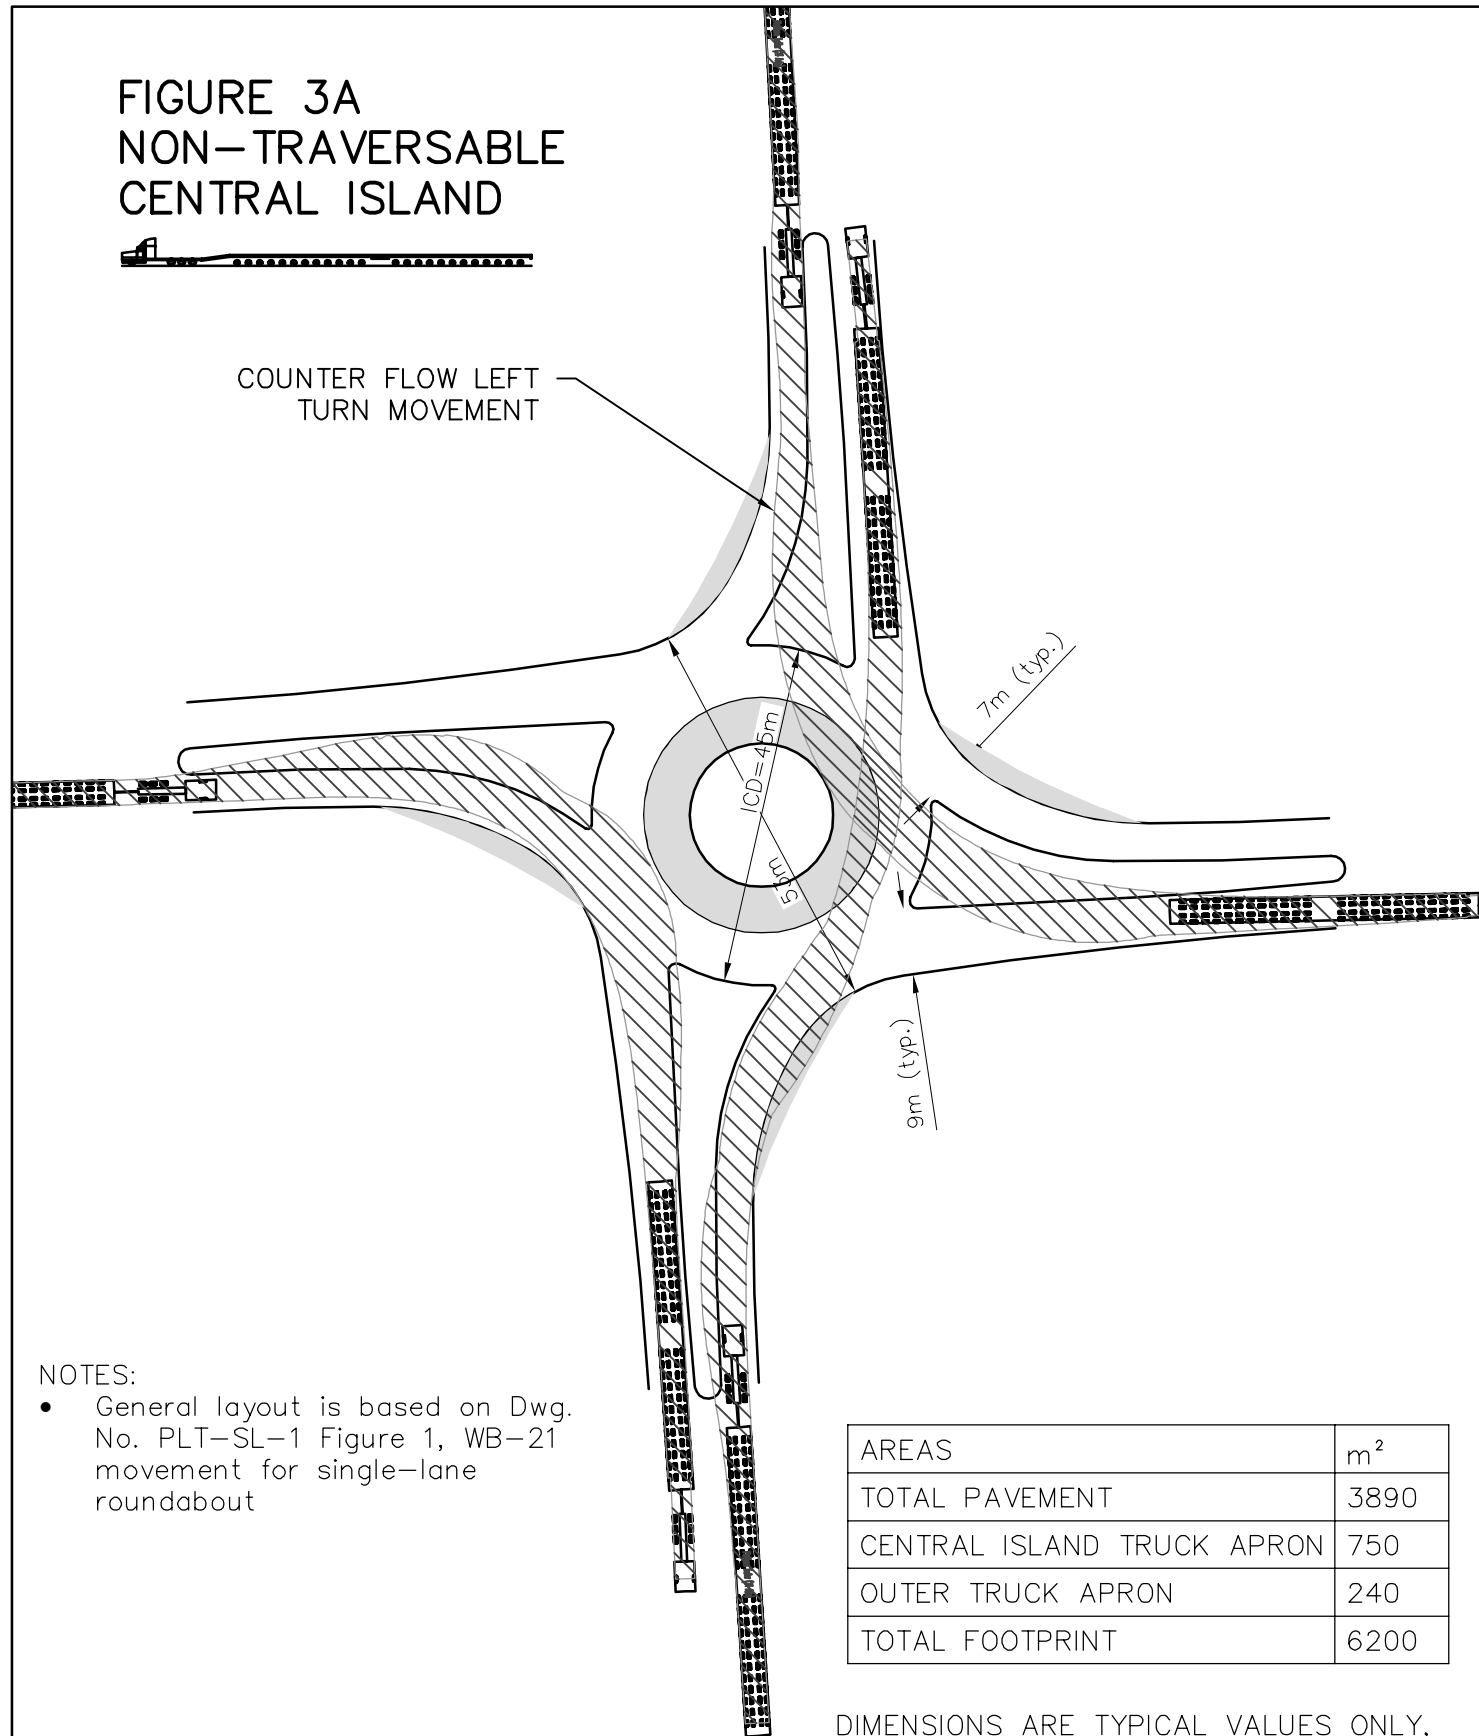 FIGURE 3A
NON-TRAVERSABLE
CENTRAL ISLAND
COUNTER FLOW LEFT
TURN MOVEMENT
7m (typ.)
ICD=45m
9m (typ.)
NOTES:
• General layout is based on Dwg.
No. PLT-SL-1 Figure 1, WB-21
movement for single-lane
roundabout
AREAS m²
TOTAL PAVEMENT 3890
CENTRAL ISLAND TRUCK APRON 750
OUTER TRUCK APRON 240
TOTAL FOOTPRINT 6200
DIMENSIONS ARE TYPICAL VALUES ONLY,